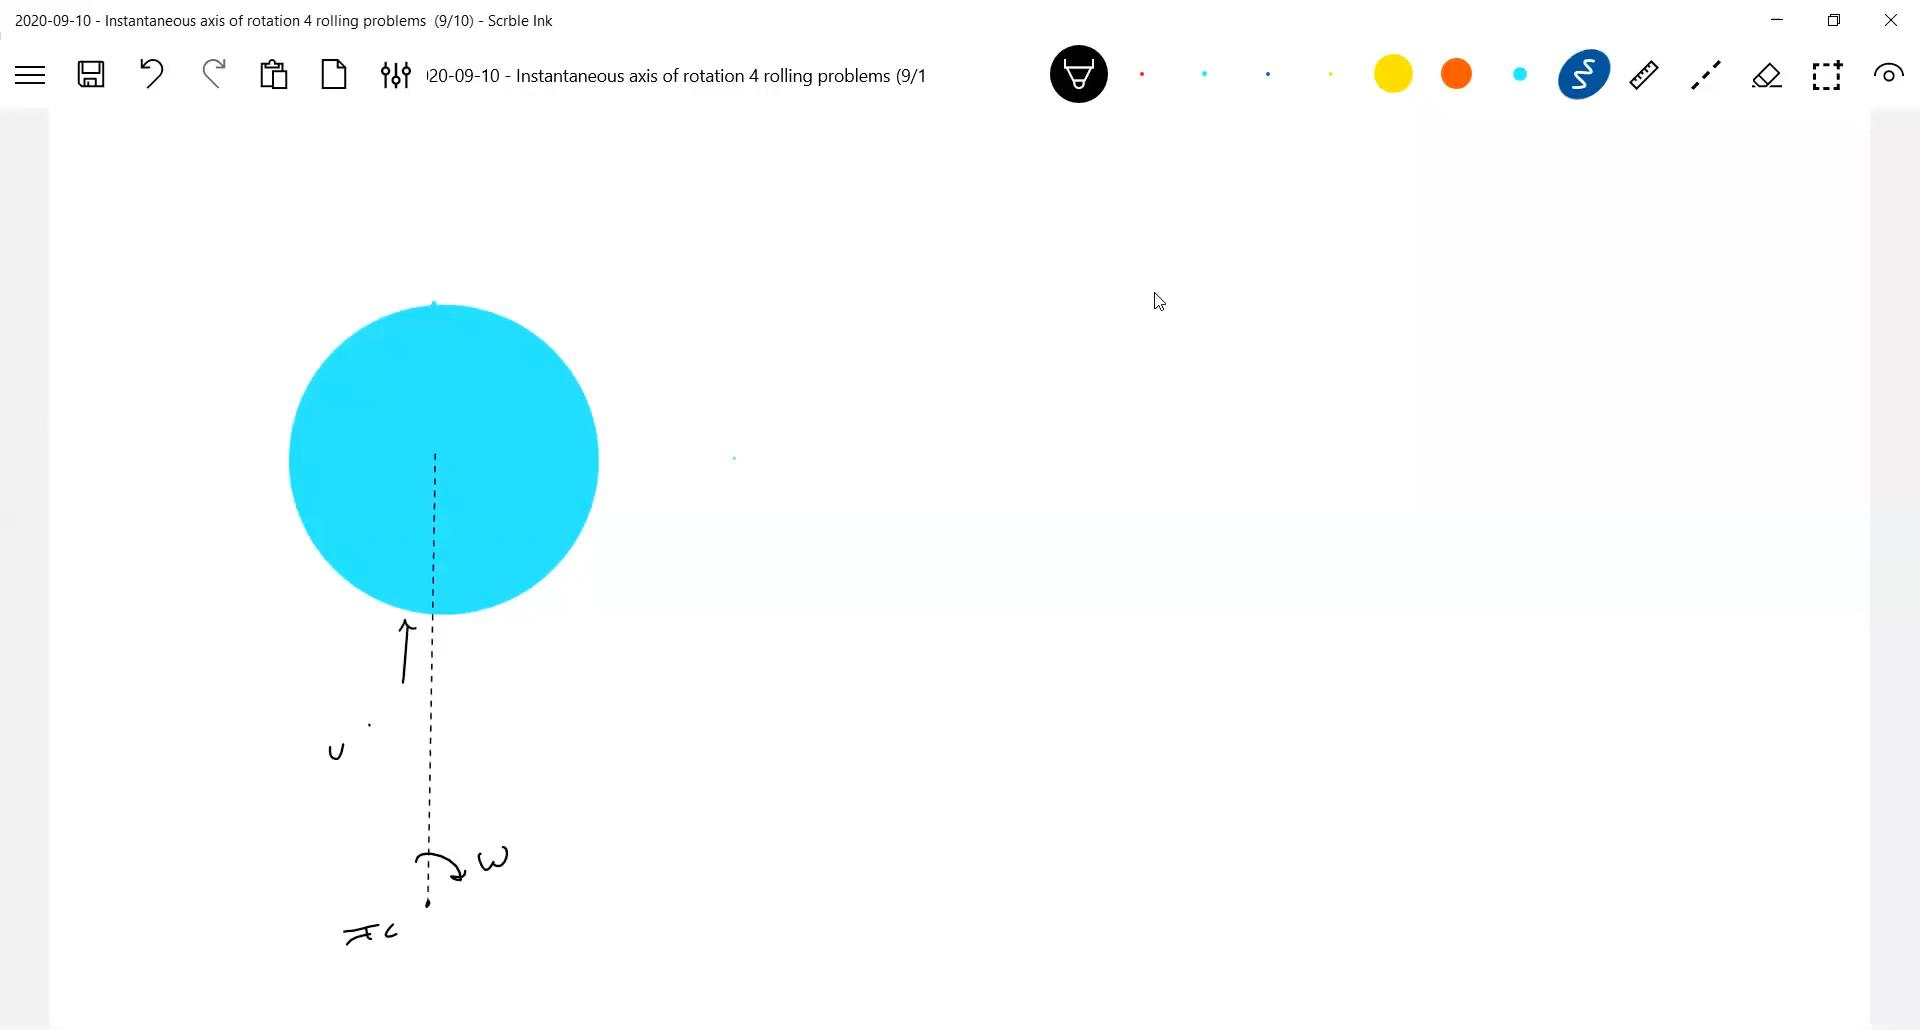 2020-09-10 - Instantaneous axis of rotation 4 rolling problems (9/10) - Scrble Ink
20-09-10 - Instantaneous axis of rotation 4 rolling problems (9/1
υ
ω
IC